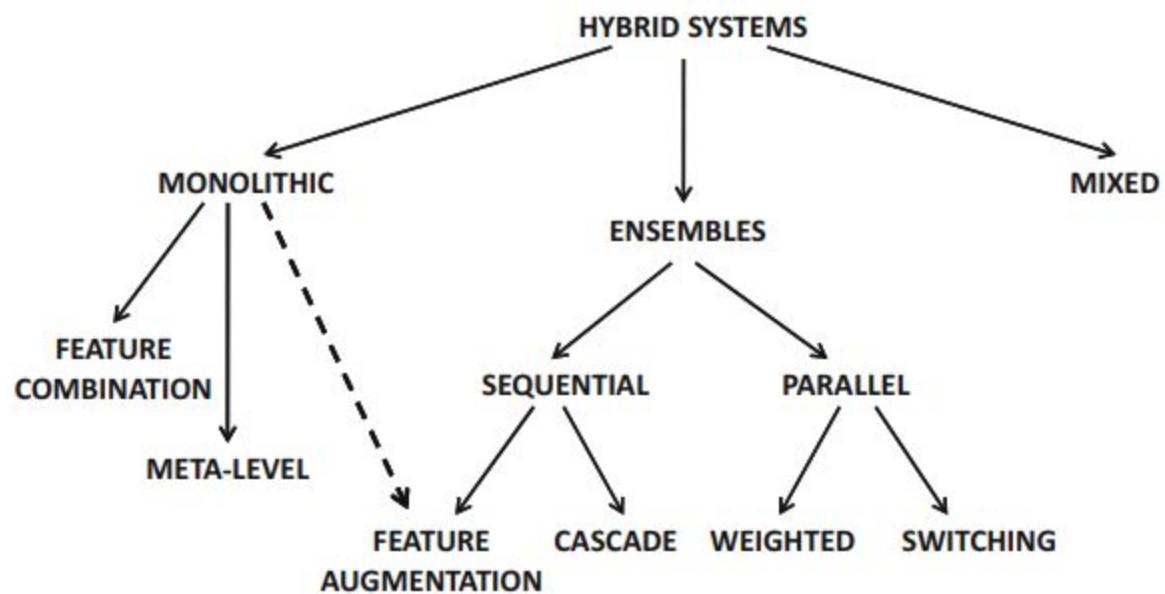 HYBRID SYSTEMS
MONOLITHIC
MIXED
ENSEMBLES
FEATURE
COMBINATION
SEQUENTIAL
PARALLEL
META-LEVEL
FEATURE
AUGMENTATION
CASCADE
WEIGHTED
SWITCHING